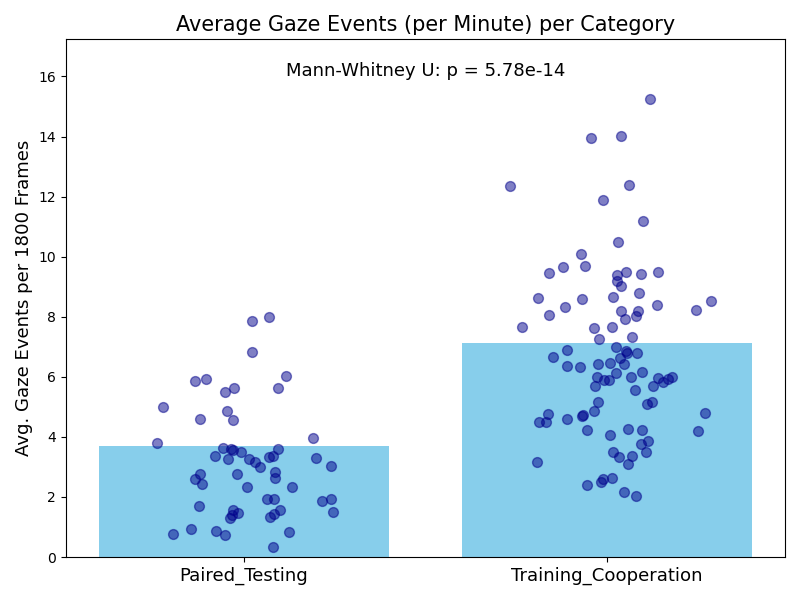 Average Gaze Events (per Minute) per Category
Mann-Whitney U: p = 5.78e-14
Avg. Gaze Events per 1800 Frames
16
14
12
10
8
6
4
2
0
Paired_Testing
Training_Cooperation